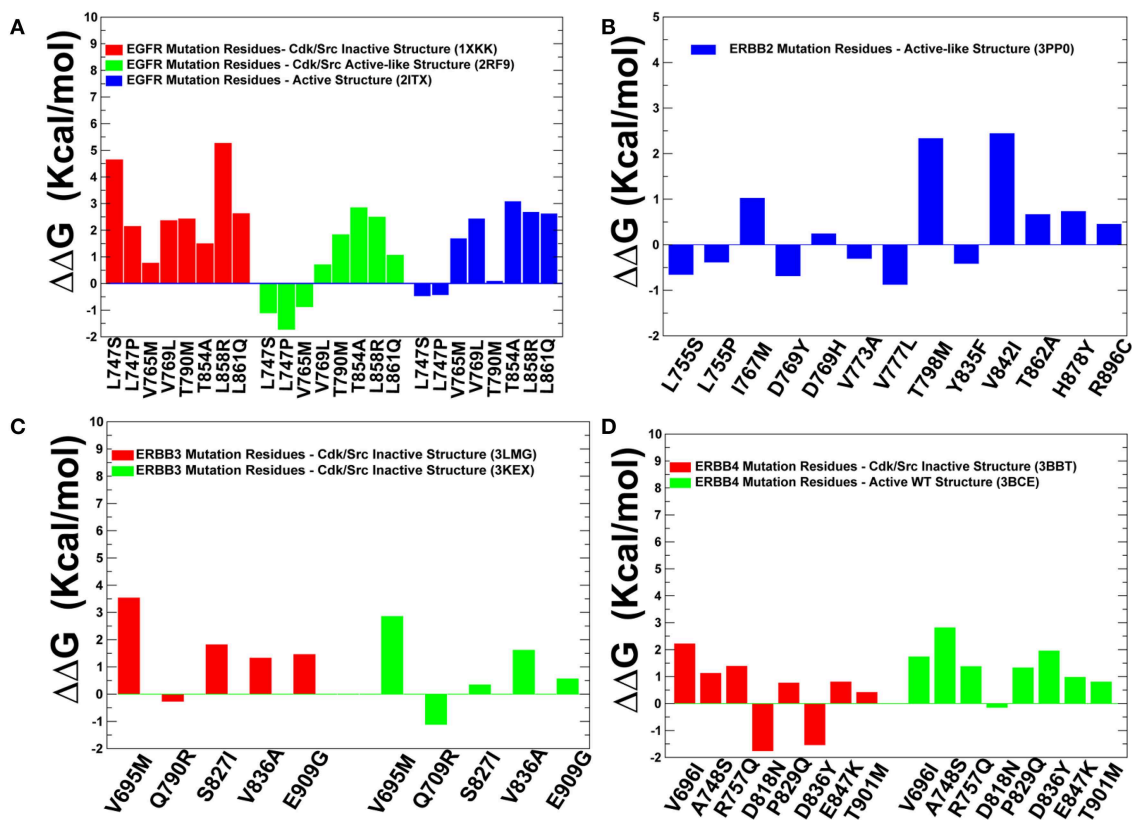 A
ΔΔG (Kcal/mol)
10
9
8
7
6
5
4
3
2
1
0
-1
-2
EGFR Mutation Residues- Cdk/Src Inactive Structure (1XKK)
EGFR Mutation Residues - Cdk/Src Active-like Structure (2RF9)
EGFR Mutation Residues - Active Structure (2ITX)
L747S L747P V765M V769L T790M T854A L858R L861Q L747S L747P V765M V769L T790M T854A L858R L861Q L747S L747P V765M V769L T790M T854A L858R L861Q
B
ΔΔG (Kcal/mol)
5
4
3
2
1
0
-1
-2
ERBB2 Mutation Residues - Active-like Structure (3PP0)
L755S L755P I767M D769Y D769H V773A V777L T798M Y835F V842I T862A H878Y R896C
C
ΔΔG (Kcal/mol)
10
9
8
7
6
5
4
3
2
1
0
-1
-2
ERBB3 Mutation Residues - Cdk/Src Inactive Structure (3LMG)
ERBB3 Mutation Residues - Cdk/Src Inactive Structure (3KEX)
V695M Q790R S827I V836A E909G V695M Q709R S827I V836A E909G
D
ΔΔG (Kcal/mol)
10
9
8
7
6
5
4
3
2
1
0
-1
-2
ERBB4 Mutation Residues - Cdk/Src Inactive Structure (3BBT)
ERBB4 Mutation Residues - Active WT Structure (3BCE)
V696I A748S R757Q D818N P829Q D836Y E847K T901M V696I A748S R757Q D818N P829Q D836Y E847K T901M